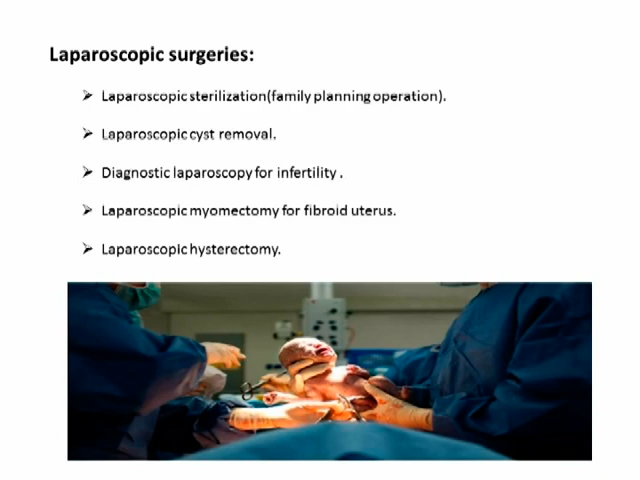 Laparoscopic surgeries:
Laparoscopic sterilization(family planning operation).
Laparoscopic cyst removal.
Diagnostic laparoscopy for infertility .
Laparoscopic myomectomy for fibroid uterus.
Laparoscopic hysterectomy.